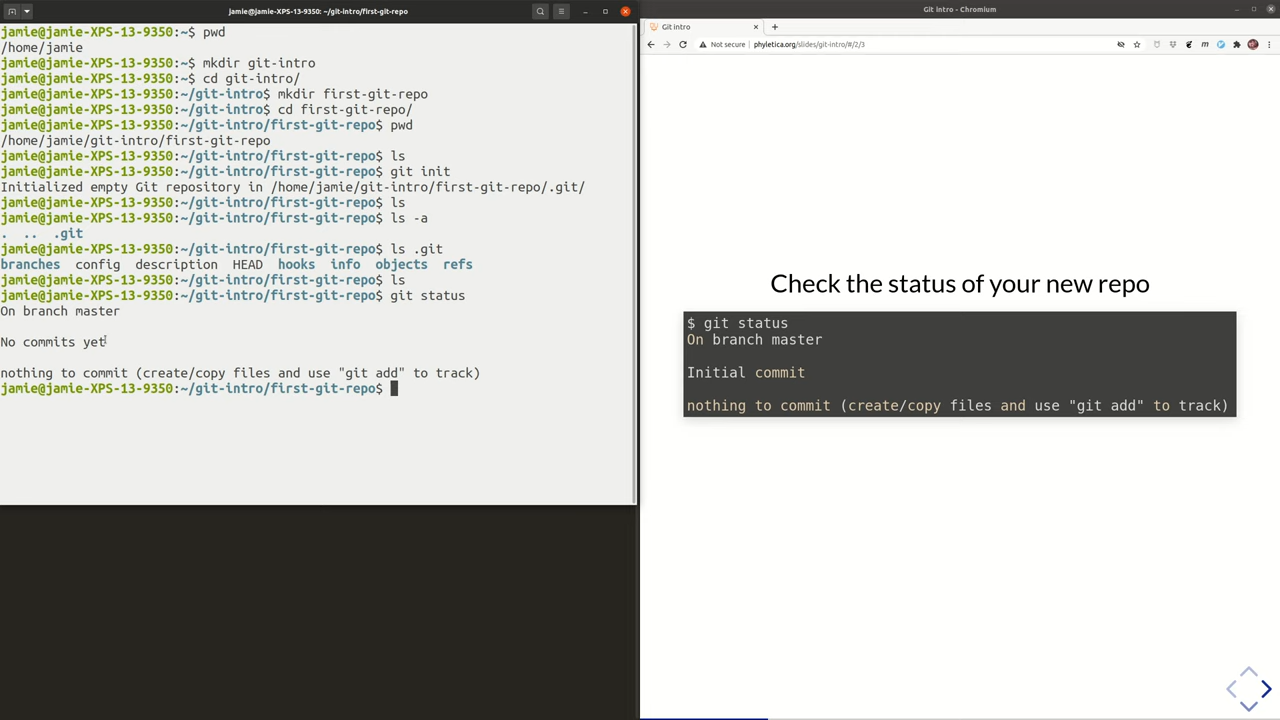 jamie@jamie-XPS-13-9350: ~/git-intro/first-git-repo
jamie@jamie-XPS-13-9350:~$ pwd
/home/jamie
jamie@jamie-XPS-13-9350:~$ mkdir git-intro
jamie@jamie-XPS-13-9350:~$ cd git-intro/
jamie@jamie-XPS-13-9350:~/git-intro$ mkdir first-git-repo
jamie@jamie-XPS-13-9350:~/git-intro$ cd first-git-repo/
jamie@jamie-XPS-13-9350:~/git-intro/first-git-repo$ pwd
/home/jamie/git-intro/first-git-repo
jamie@jamie-XPS-13-9350:~/git-intro/first-git-repo$ ls
jamie@jamie-XPS-13-9350:~/git-intro/first-git-repo$ git init
Initialized empty Git repository in /home/jamie/git-intro/first-git-repo/.git/
jamie@jamie-XPS-13-9350:~/git-intro/first-git-repo$ ls
jamie@jamie-XPS-13-9350:~/git-intro/first-git-repo$ ls -a
.  ..  .git
jamie@jamie-XPS-13-9350:~/git-intro/first-git-repo$ ls .git
branches  config  description  HEAD  hooks  info  objects  refs
jamie@jamie-XPS-13-9350:~/git-intro/first-git-repo$ ls
jamie@jamie-XPS-13-9350:~/git-intro/first-git-repo$ git status
On branch master
No commits yet
nothing to commit (create/copy files and use "git add" to track)
jamie@jamie-XPS-13-9350:~/git-intro/first-git-repo$
Git intro - Chromium
Git intro
Not secure | phyletica.org/slides/git-intro/#/2/3
Check the status of your new repo
$ git status
On branch master
Initial commit
nothing to commit (create/copy files and use "git add" to track)